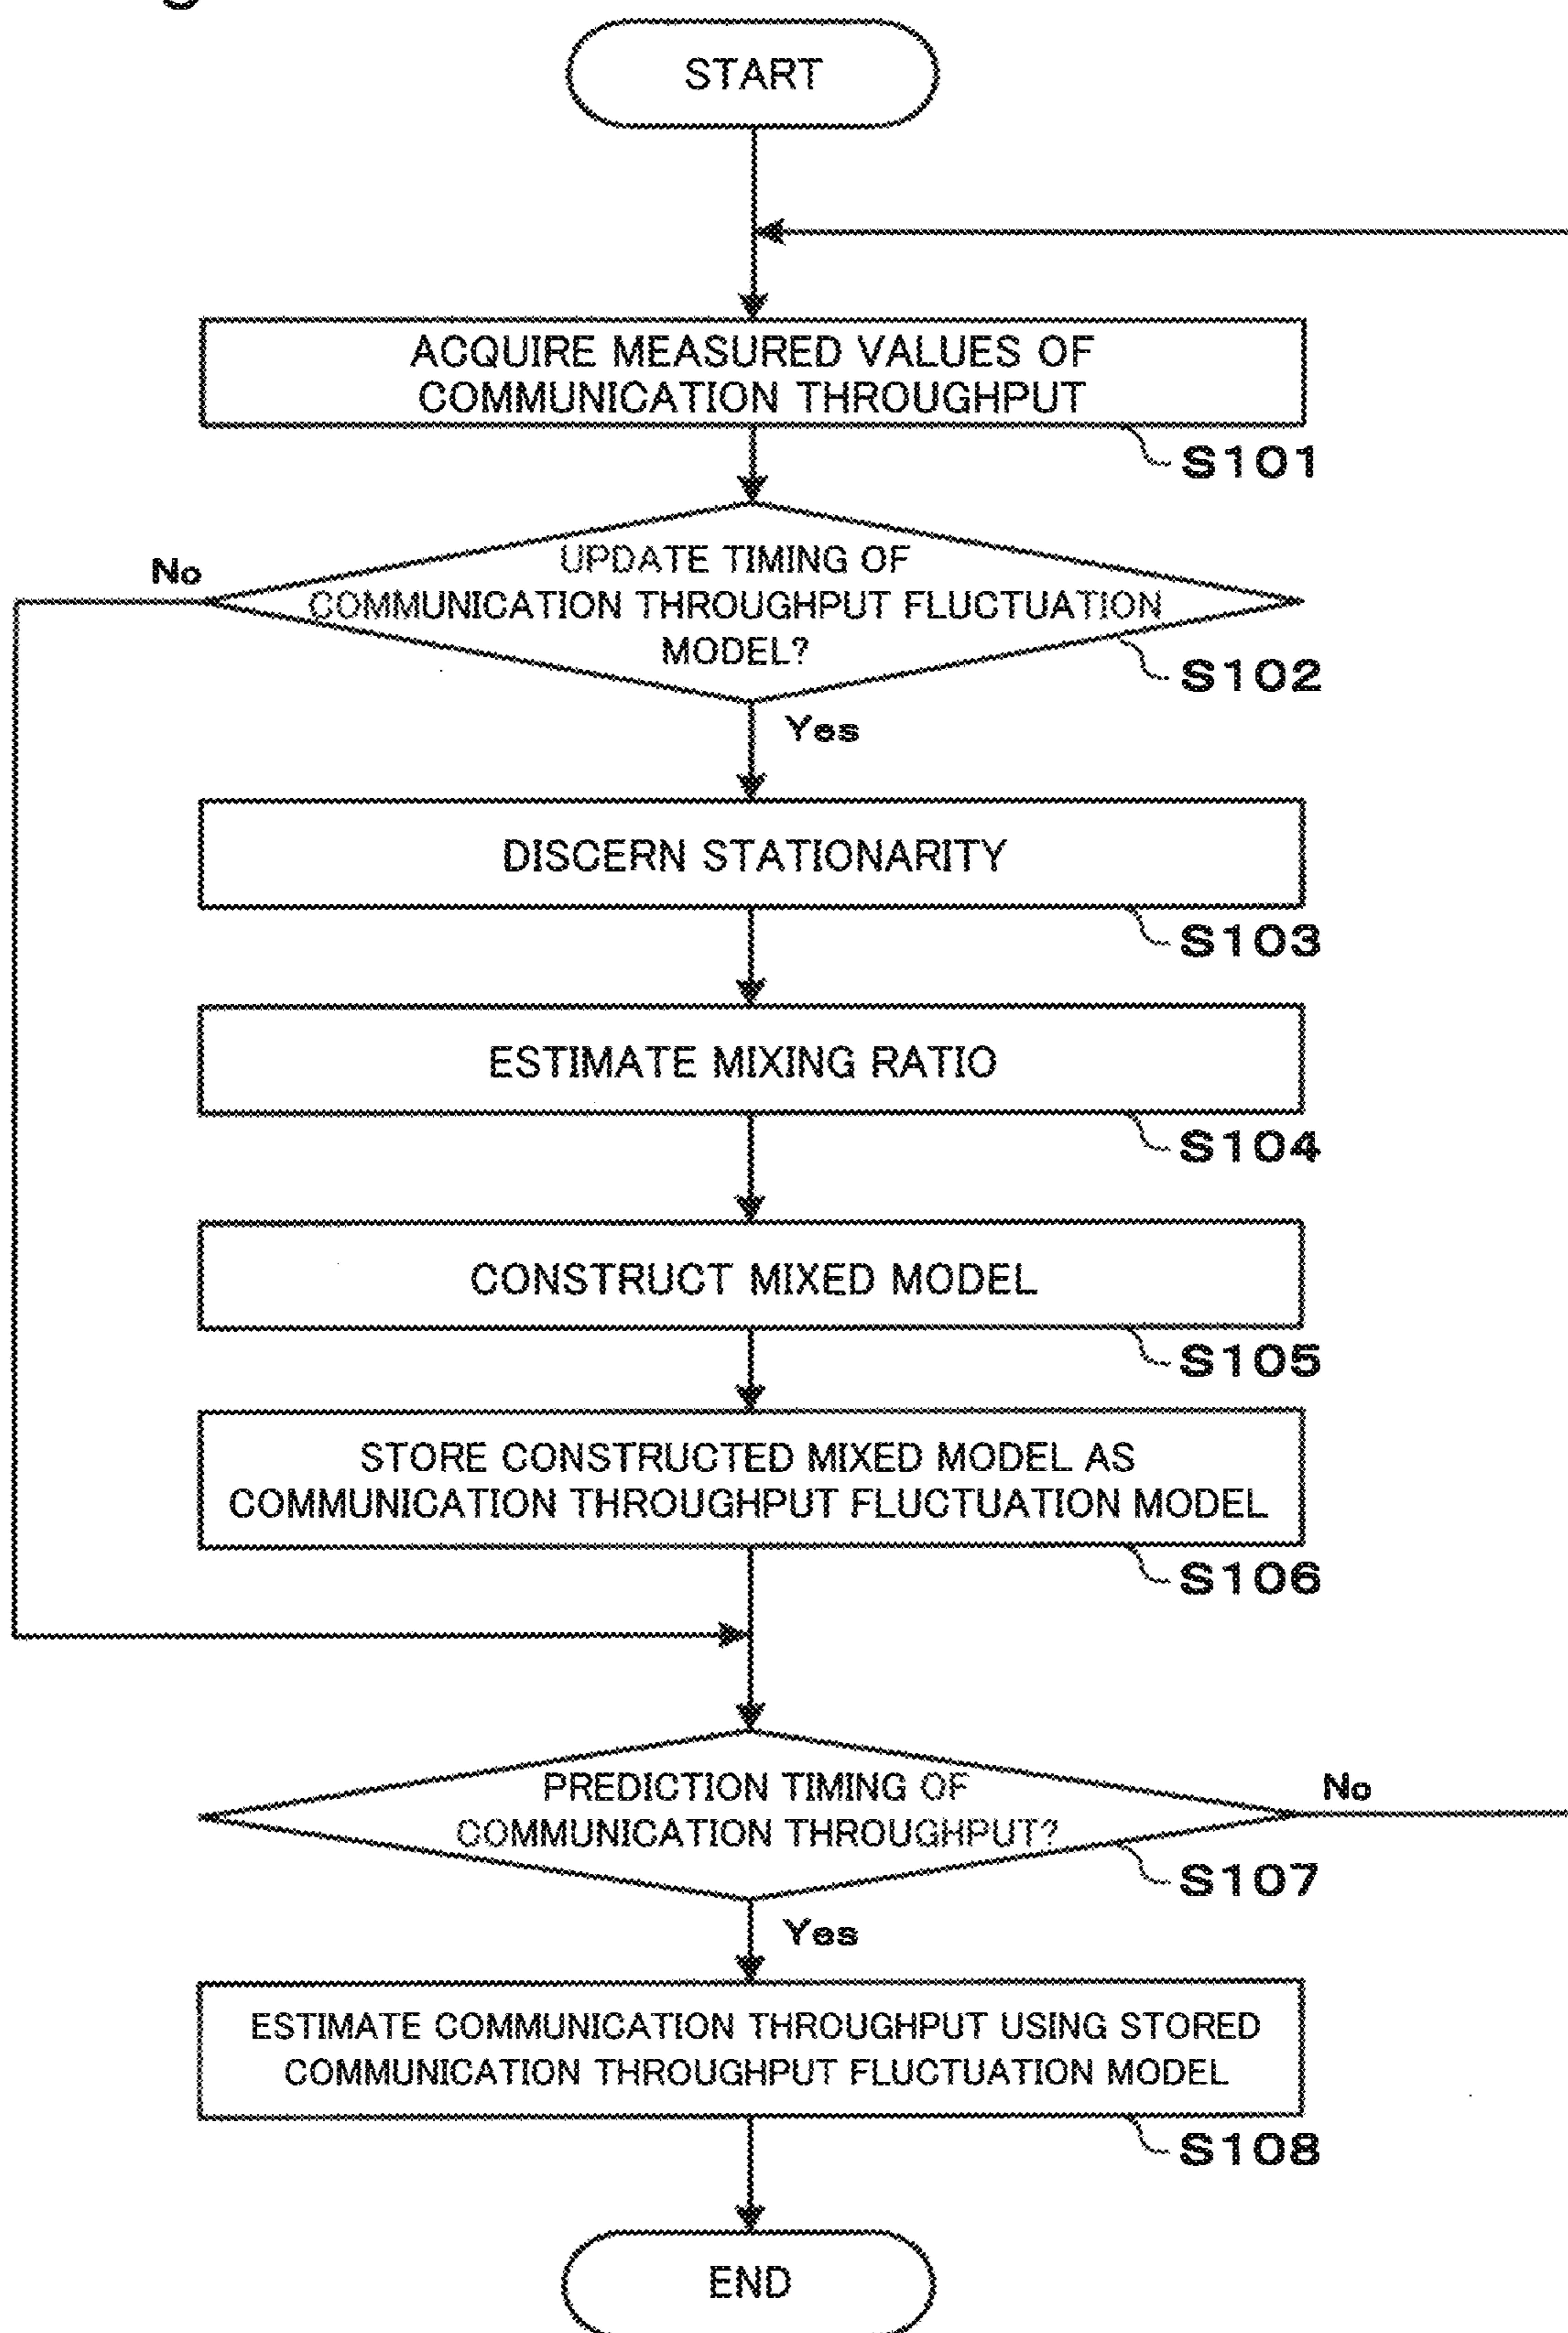 START
ACQUIRE MEASURED VALUES OF
COMMUNICATION THROUGHPUT
S101
UPDATE TIMING OF
COMMUNICATION THROUGHPUT FLUCTUATION
MODEL?
No
S102
Yes
DISCERN STATIONARITY
S103
ESTIMATE MIXING RATIO
S104
CONSTRUCT MIXED MODEL
S105
STORE CONSTRUCTED MIXED MODEL AS
COMMUNICATION THROUGHPUT FLUCTUATION MODEL
S106
PREDICTION TIMING OF
COMMUNICATION THROUGHPUT?
No
S107
Yes
ESTIMATE COMMUNICATION THROUGHPUT USING STORED
COMMUNICATION THROUGHPUT FLUCTUATION MODEL
S108
END